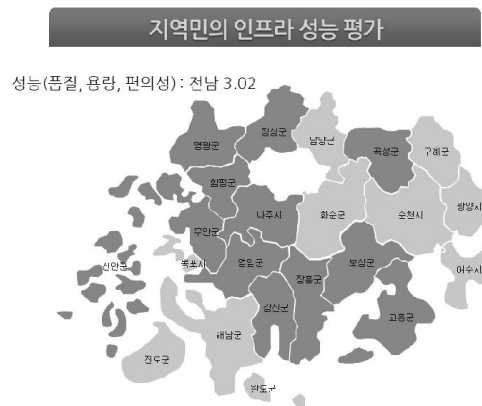 지역민의 인프라 성능 평가
성능(품질, 용량, 편의성) : 전남 3.02
영광군
장성군
담양군
곡성군
구례군
함평군
나주시
화순군
순천시
광양시
무안군
신안군
목포시
영암군
장흥군
보성군
여수시
강진군
고흥군
해남군
진도군
완도군